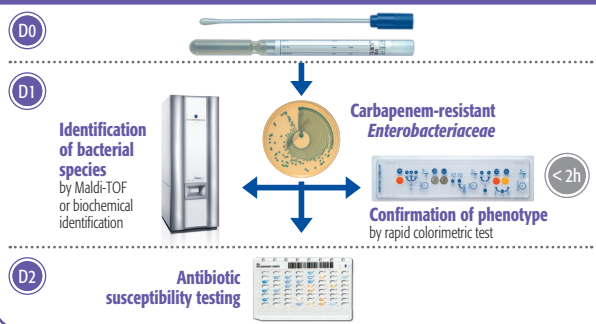 D0
D1
Identification
of bacterial
species
by Maldi-TOF
or biochemical
identification
Carbapenem-resistant
Enterobacteriaceae
< 2h
Confirmation of phenotype
by rapid colorimetric test
D2
Antibiotic
susceptibility testing